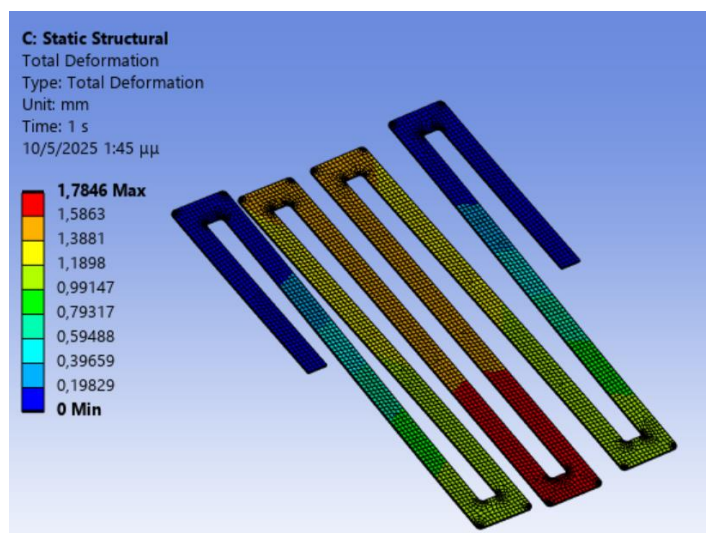 C: Static Structural
Total Deformation
Type: Total Deformation
Unit: mm
Time: 1 s
10/5/2025 1:45 μμ
1,7846 Max
1,5863
1,3881
1,1898
0,99147
0,79317
0,59488
0,39659
0,19829
0 Min